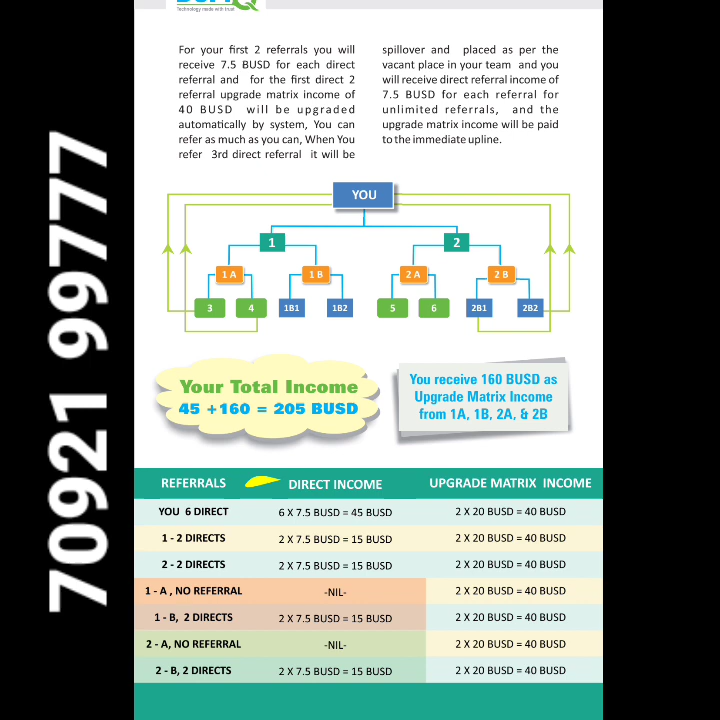 Technology made with trust
For your first 2 referrals you will
receive 7.5 BUSD for each direct
referral and for the first direct 2
referral upgrade matrix income of
40 BUSD will be upgraded
automatically by system, You can
refer as much as you can, When You
refer 3rd direct referral it will be
spillover and placed as per the
vacant place in your team and you
will receive direct referral income of
7.5 BUSD for each referral for
unlimited referrals, and the
upgrade matrix income will be paid
to the immediate upline.
YOU
1 2
1 A 1 B 2 A 2 B
3 4 1B1 1B2 5 6 2B1 2B2
Your Total Income
45 +160 = 205 BUSD
You receive 160 BUSD as
Upgrade Matrix Income
from 1A, 1B, 2A, & 2B
REFERRALS DIRECT INCOME UPGRADE MATRIX INCOME
YOU 6 DIRECT 6 X 7.5 BUSD = 45 BUSD 2 X 20 BUSD = 40 BUSD
1 - 2 DIRECTS 2 X 7.5 BUSD = 15 BUSD 2 X 20 BUSD = 40 BUSD
2 - 2 DIRECTS 2 X 7.5 BUSD = 15 BUSD 2 X 20 BUSD = 40 BUSD
1 - A , NO REFERRAL -NIL- 2 X 20 BUSD = 40 BUSD
1 - B, 2 DIRECTS 2 X 7.5 BUSD = 15 BUSD 2 X 20 BUSD = 40 BUSD
2 - A, NO REFERRAL -NIL- 2 X 20 BUSD = 40 BUSD
2 - B, 2 DIRECTS 2 X 7.5 BUSD = 15 BUSD 2 X 20 BUSD = 40 BUSD
70921 99777